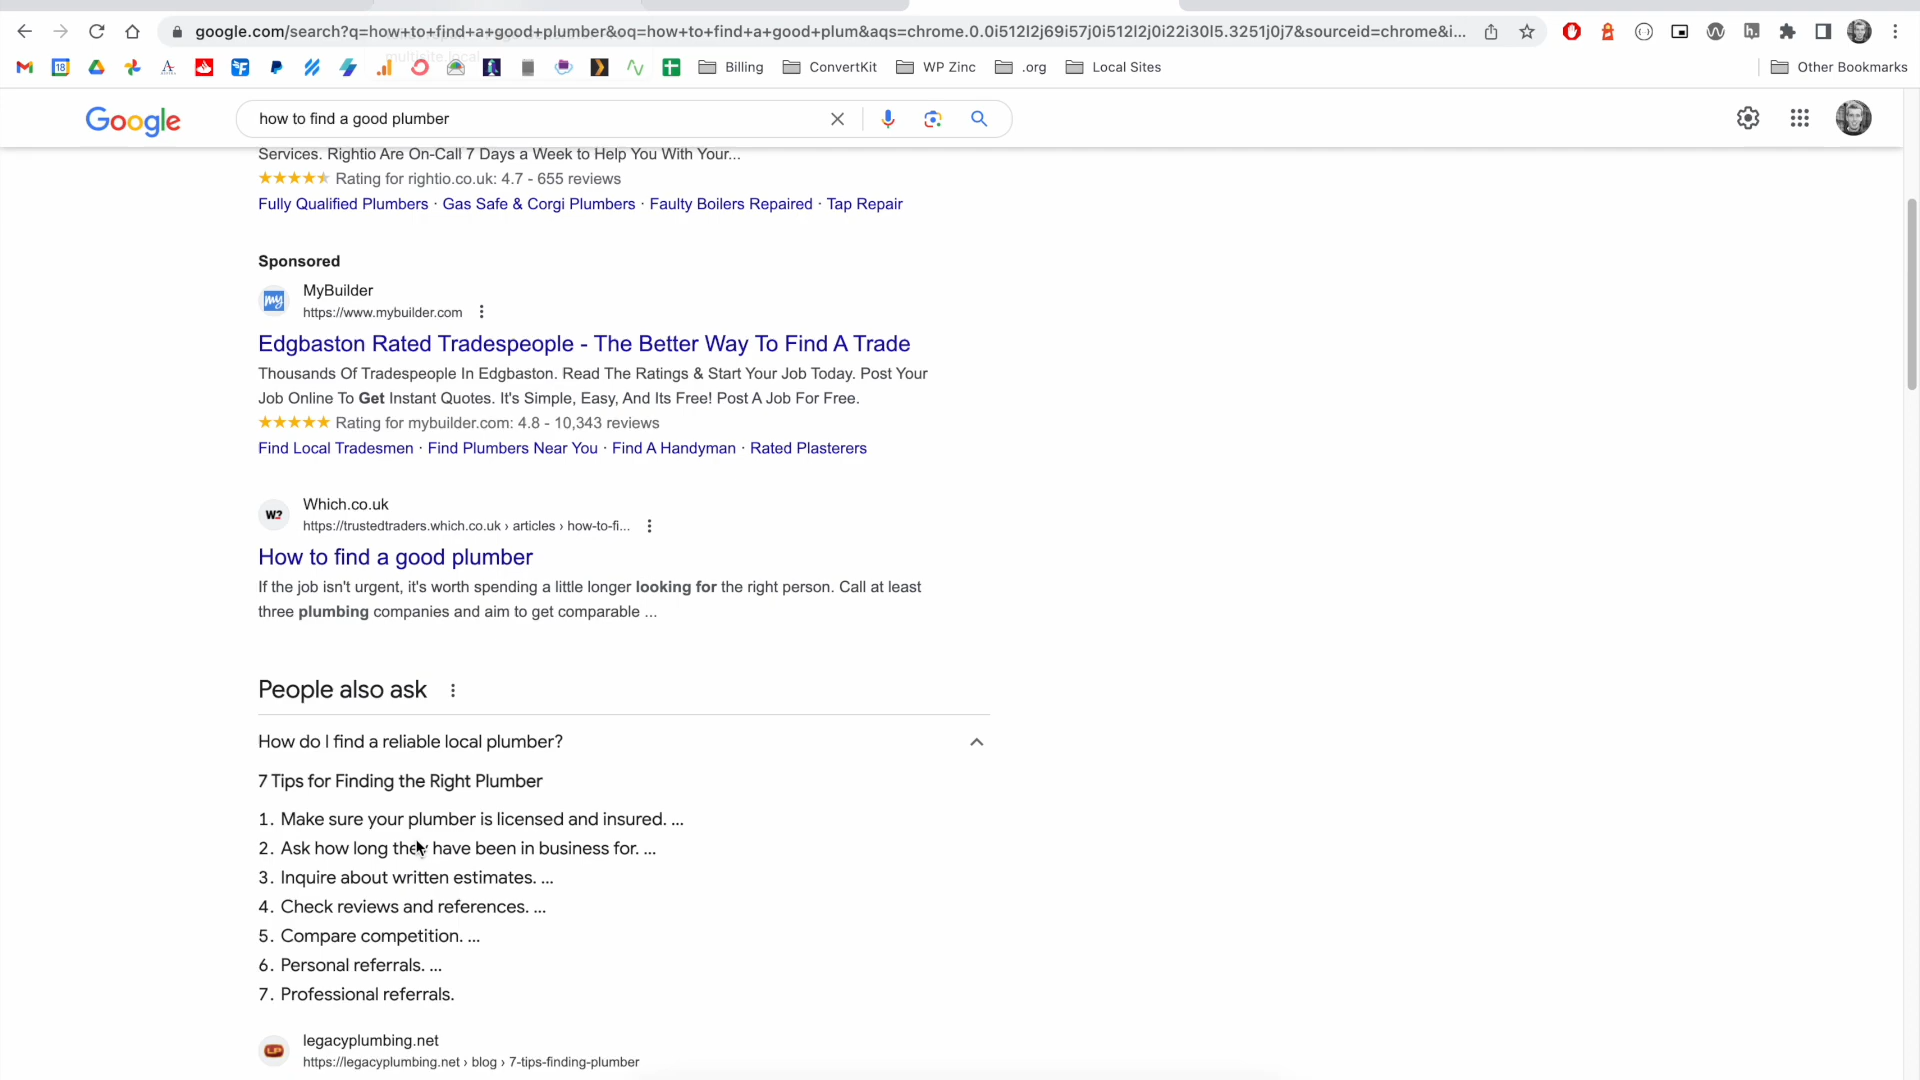 google.com/search?q=how+to+find+a+good+plumber&oq=how+to+find+a+good+plum&aqs=chrome.0.0i512l2j69i57j0i512l2j0i22i30l5.3251j0j7&sourceid=chrome&i...
multisite.local
18
Billing
ConvertKit
WP Zinc
.org
Local Sites
Other Bookmarks
Google
how to find a good plumber
Services. Rightio Are On-Call 7 Days a Week to Help You With Your...
Rating for rightio.co.uk: 4.7 - 655 reviews
Fully Qualified Plumbers · Gas Safe & Corgi Plumbers · Faulty Boilers Repaired · Tap Repair
Sponsored
my
MyBuilder
https://www.mybuilder.com
Edgbaston Rated Tradespeople - The Better Way To Find A Trade
Thousands Of Tradespeople In Edgbaston. Read The Ratings & Start Your Job Today. Post Your
Job Online To Get Instant Quotes. It's Simple, Easy, And Its Free! Post A Job For Free.
Rating for mybuilder.com: 4.8 - 10,343 reviews
Find Local Tradesmen · Find Plumbers Near You · Find A Handyman · Rated Plasterers
W?
Which.co.uk
https://trustedtraders.which.co.uk › articles › how-to-fi...
How to find a good plumber
If the job isn't urgent, it's worth spending a little longer looking for the right person. Call at least
three plumbing companies and aim to get comparable ...
People also ask
How do I find a reliable local plumber?
7 Tips for Finding the Right Plumber
1. Make sure your plumber is licensed and insured. ...
2. Ask how long they have been in business for. ...
3. Inquire about written estimates. ...
4. Check reviews and references. ...
5. Compare competition. ...
6. Personal referrals. ...
7. Professional referrals.
LP
legacyplumbing.net
https://legacyplumbing.net › blog › 7-tips-finding-plumber